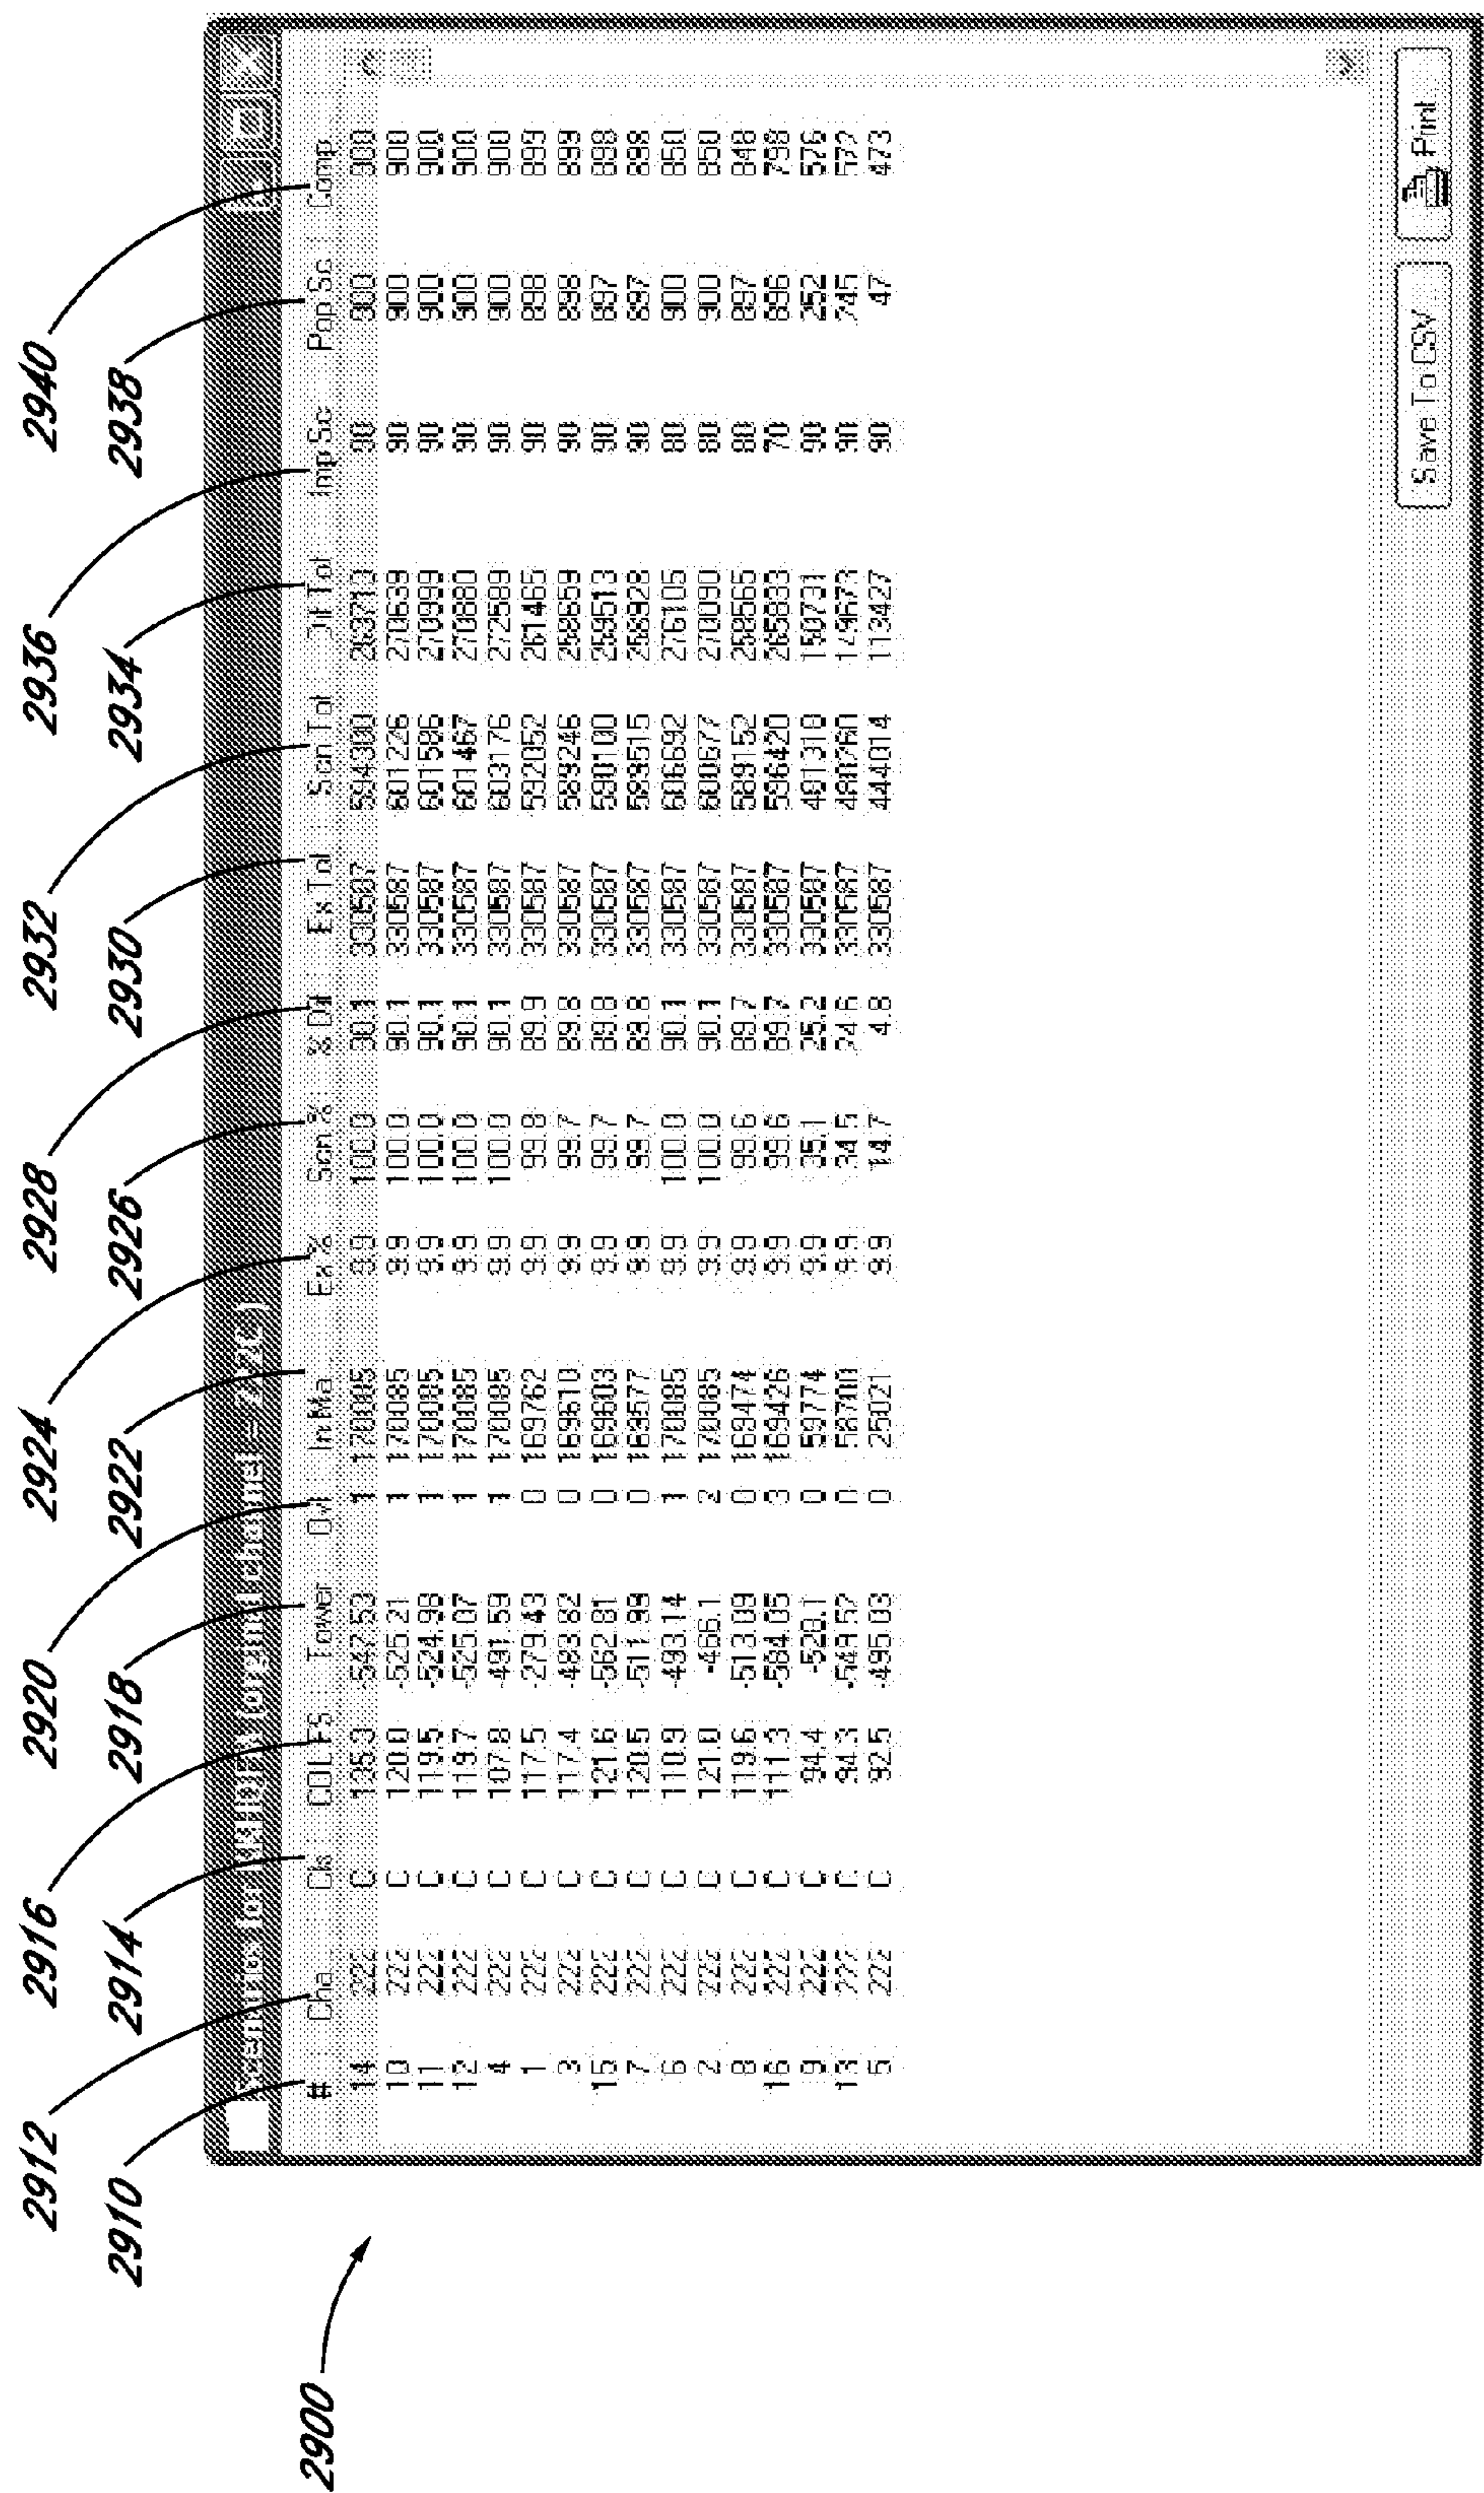 2940
2938
2936
2934
2932
2930
2928
2926
2924
2922
2920
2918
2916
2914
2912
2910
2900
(orginal channel = 222C)
# Cha Cls CDLFS Tower Ovl In Ma Ex % Scn % % Dif Ex Tot Scn Tot Dif Tot Imp Sc Pop Sc Comp
14 222 C 1 170085 9.9 100.0 90.1 330587 594300 263713 90 900 900
10 222 C 120.0 -525.21 1 170085 9.9 100.0 90.1 330587 601226 270639 90 900 900
11 222 C 119.5 -524.98 1 170085 9.9 100.0 90.1 330587 601586 270999 90 900 900
12 222 C 119.7 -525.07 1 170085 9.9 100.0 90.1 330587 601467 270880 90 900 900
4 222 C 107.8 -491.59 1 170085 9.9 100.0 90.1 330587 603176 272589 90 900 900
1 222 C 117.5 -279.43 0 169762 9.9 99.8 89.9 330587 592052 261465 90 898 899
3 222 C 117.4 -483.82 0 169610 9.9 99.7 89.8 330587 589246 258659 90 898 899
15 222 C 121.6 -562.81 0 169603 9.9 99.7 89.8 330587 590100 259513 90 897 898
7 222 C 120.5 -511.99 0 169577 9.9 99.7 89.8 330587 589515 258928 90 897 898
6 222 C 110.9 -493.14 1 170085 9.9 100.0 90.1 330587 606692 276105 80 900 850
2 222 C 121.0 -466.1 2 170085 9.9 100.0 90.1 330587 600677 270090 80 900 850
8 222 C 119.6 -513.09 0 169474 9.9 99.6 89.7 330587 589152 258565 80 897 848
16 222 C 111.3 -564.05 3 169426 9.9 99.6 89.7 330587 596420 265833 70 896 798
9 222 C 94.4 -520.1 0 59774 9.9 35.1 25.2 330587 481318 150731 90 252 576
13 222 C 94.3 -549.57 0 58700 9.9 34.5 24.6 330587 90 245 577
5 222 C 92.5 -495.03 0 25021 9.9 14.7 4.8 330587 444014 113427 90 47 473
Save To CSV
Print